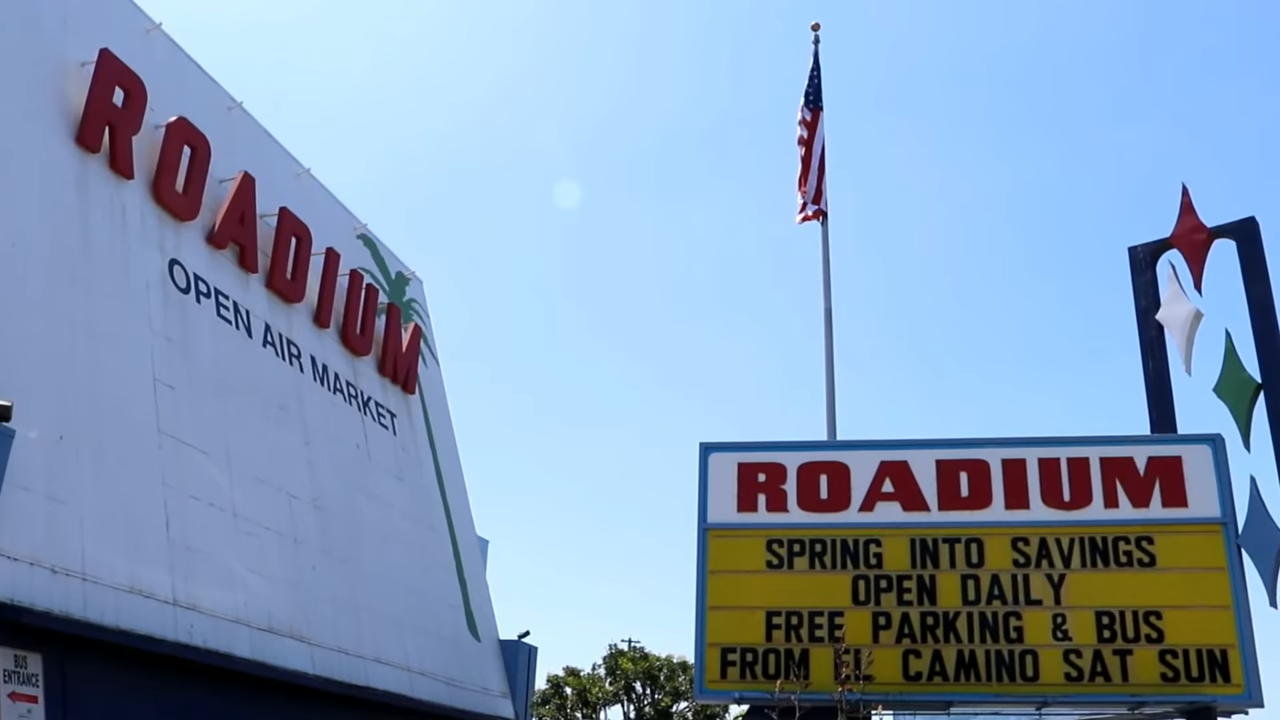 ROADIUM
OPEN AIR MARKET
BUS
ENTRANCE
ROADIUM
SPRING INTO SAVINGS
OPEN DAILY
FREE PARKING & BUS
FROM EL CAMINO SAT SUN